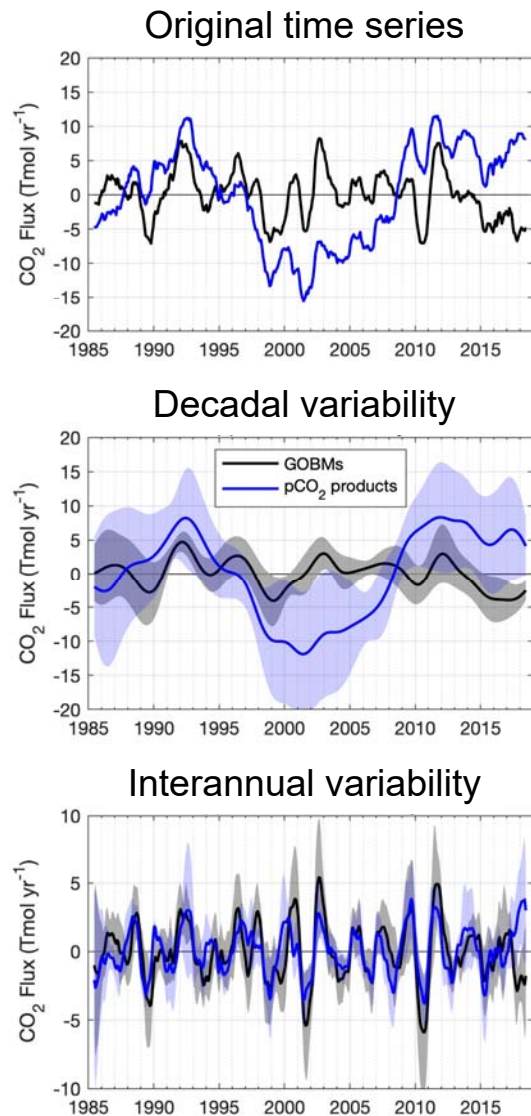 Original time series
20
15
10
5
0
-5
-10
-15
-20
CO₂ Flux (Tmol yr⁻¹)
1985 1990 1995 2000 2005 2010 2015
Decadal variability
20
15
10
5
0
-5
-10
-15
-20
CO₂ Flux (Tmol yr⁻¹)
GOBMs
pCO₂ products
1985 1990 1995 2000 2005 2010 2015
Interannual variability
10
5
0
-5
-10
CO₂ Flux (Tmol yr⁻¹)
1985 1990 1995 2000 2005 2010 2015